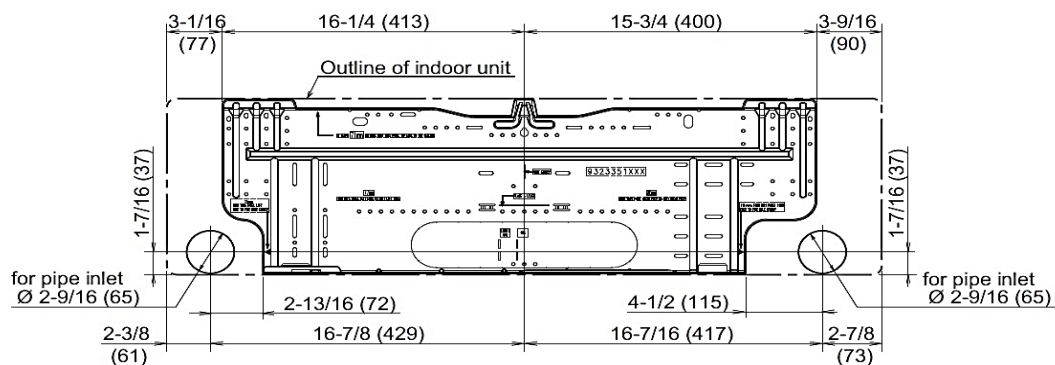 3-1/16
(77)
16-1/4 (413)
15-3/4 (400)
3-9/16
(90)
Outline of indoor unit
1-7/16 (37)
9323351XXX
1-7/16 (37)
for pipe inlet
Ø 2-9/16 (65)
2-13/16 (72)
4-1/2 (115)
for pipe inlet
Ø 2-9/16 (65)
2-3/8
(61)
16-7/8 (429)
16-7/16 (417)
2-7/8
(73)